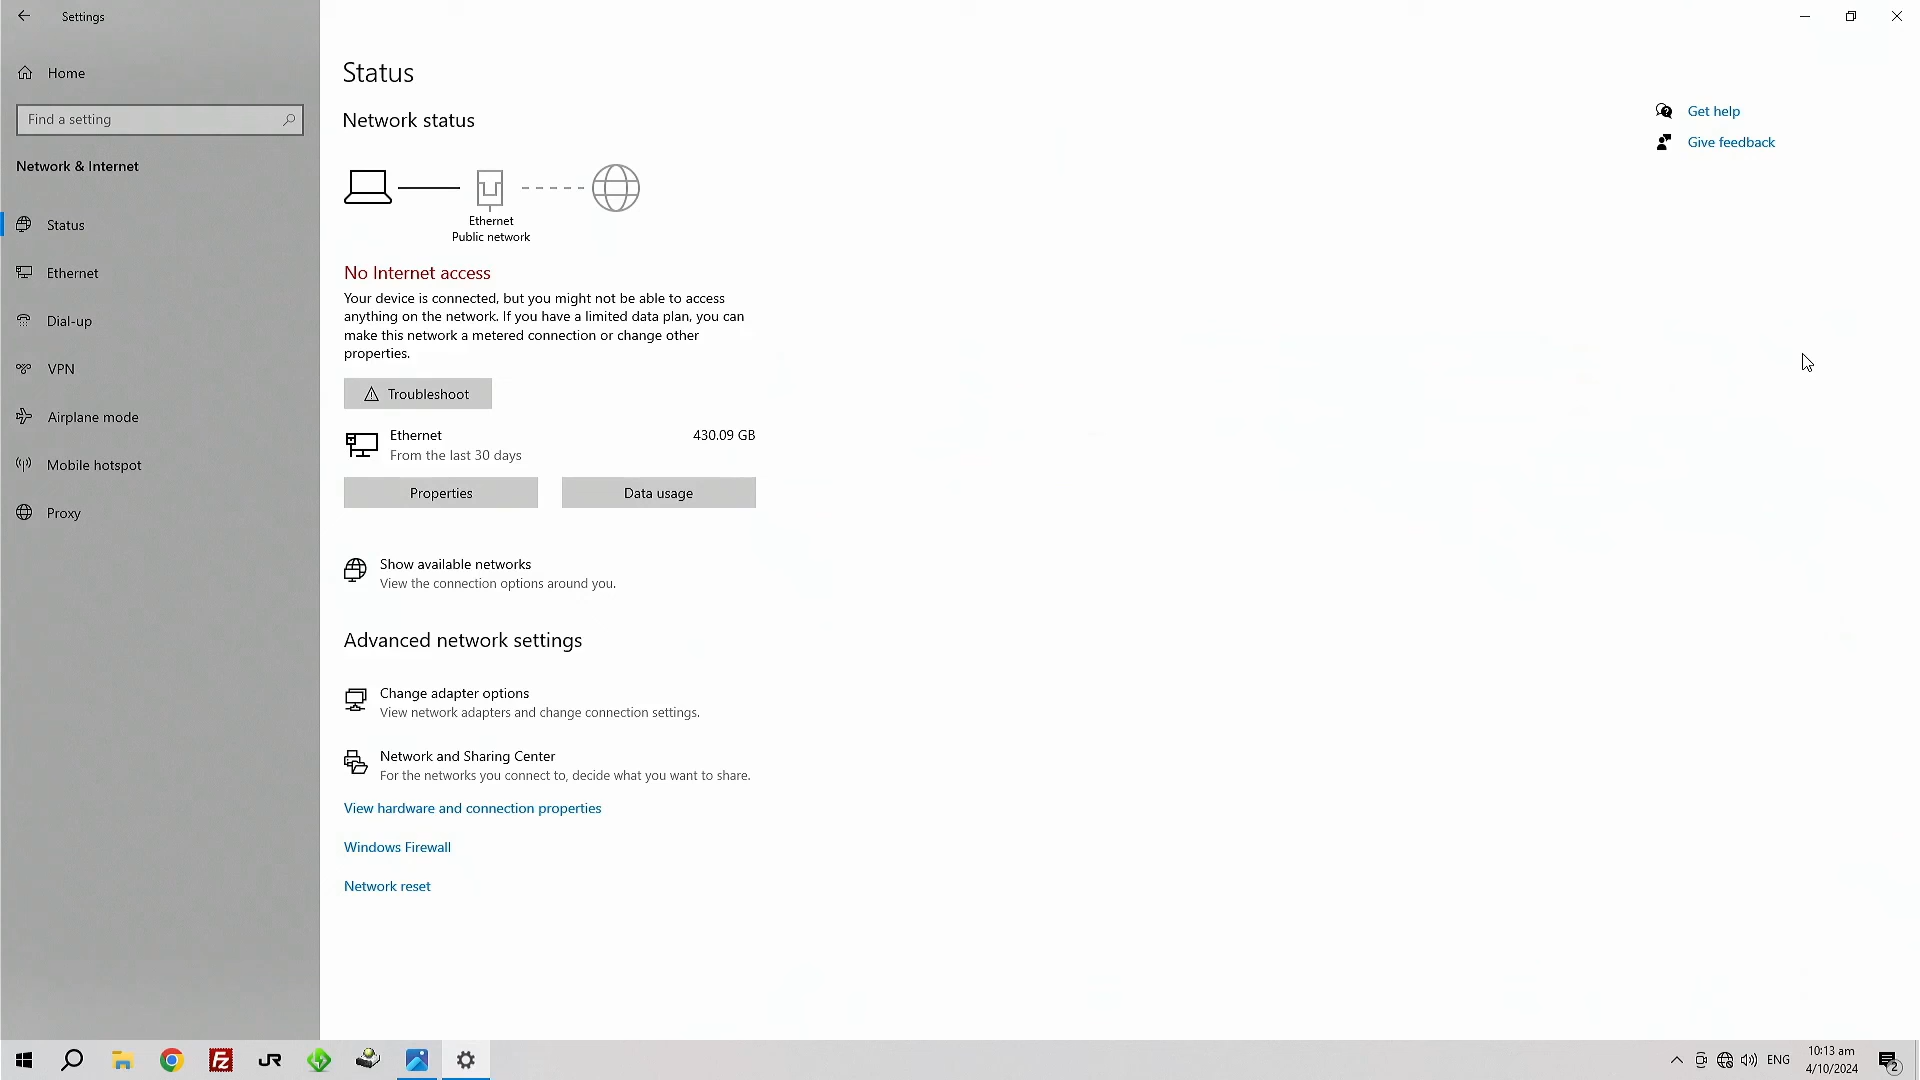 Settings
Home
Find a setting
Network & Internet
Status
Ethernet
Dial-up
VPN
Airplane mode
Mobile hotspot
Proxy
Status
Network status
Ethernet
Public network
No Internet access
Your device is connected, but you might not be able to access
anything on the network. If you have a limited data plan, you can
make this network a metered connection or change other
properties.
Troubleshoot
Ethernet
430.09 GB
From the last 30 days
Properties
Data usage
Show available networks
View the connection options around you.
Advanced network settings
Change adapter options
View network adapters and change connection settings.
Network and Sharing Center
For the networks you connect to, decide what you want to share.
View hardware and connection properties
Windows Firewall
Network reset
Get help
Give feedback
FZ
JR
ENG
10:13 am
4/10/2024
2